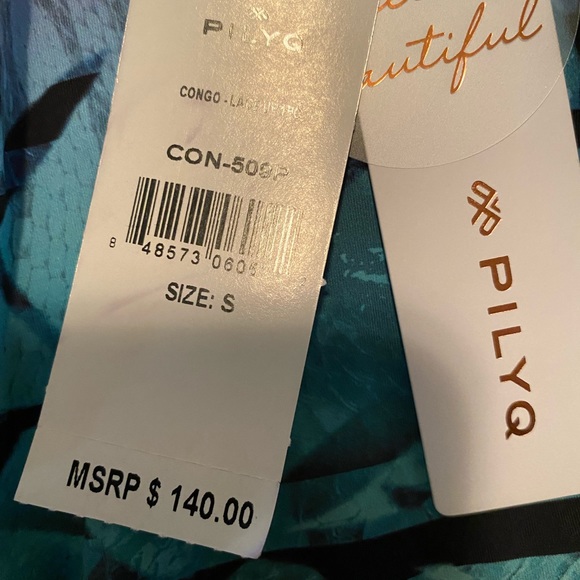 PILYQ
CONGO -
CON-509P
8 48573 0606
SIZE: S
MSRP $ 140.00
autiful
PILYQ